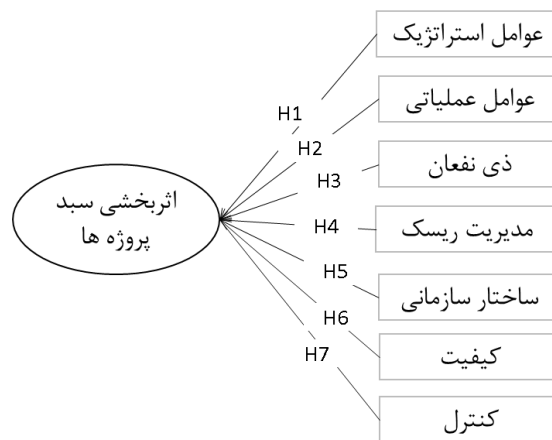 عوامل استراتژیک
H1
عوامل عملیاتی
H2
ذی نفعان
H3
اثربخشی سبد
پروژه ها
مدیریت ریسک
H4
ساختار سازمانی
H5
کیفیت
H6
کنترل
H7